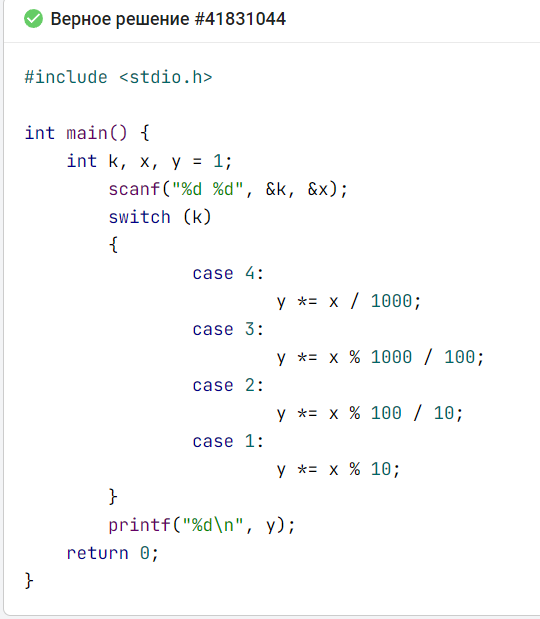 Верное решение #41831044
#include <stdio.h>
int main() {
    int k, x, y = 1;
        scanf("%d %d", &k, &x);
        switch (k)
        {
                case 4:
                        y *= x / 1000;
                case 3:
                        y *= x % 1000 / 100;
                case 2:
                        y *= x % 100 / 10;
                case 1:
                        y *= x % 10;
        }
        printf("%d\n", y);
    return 0;
}